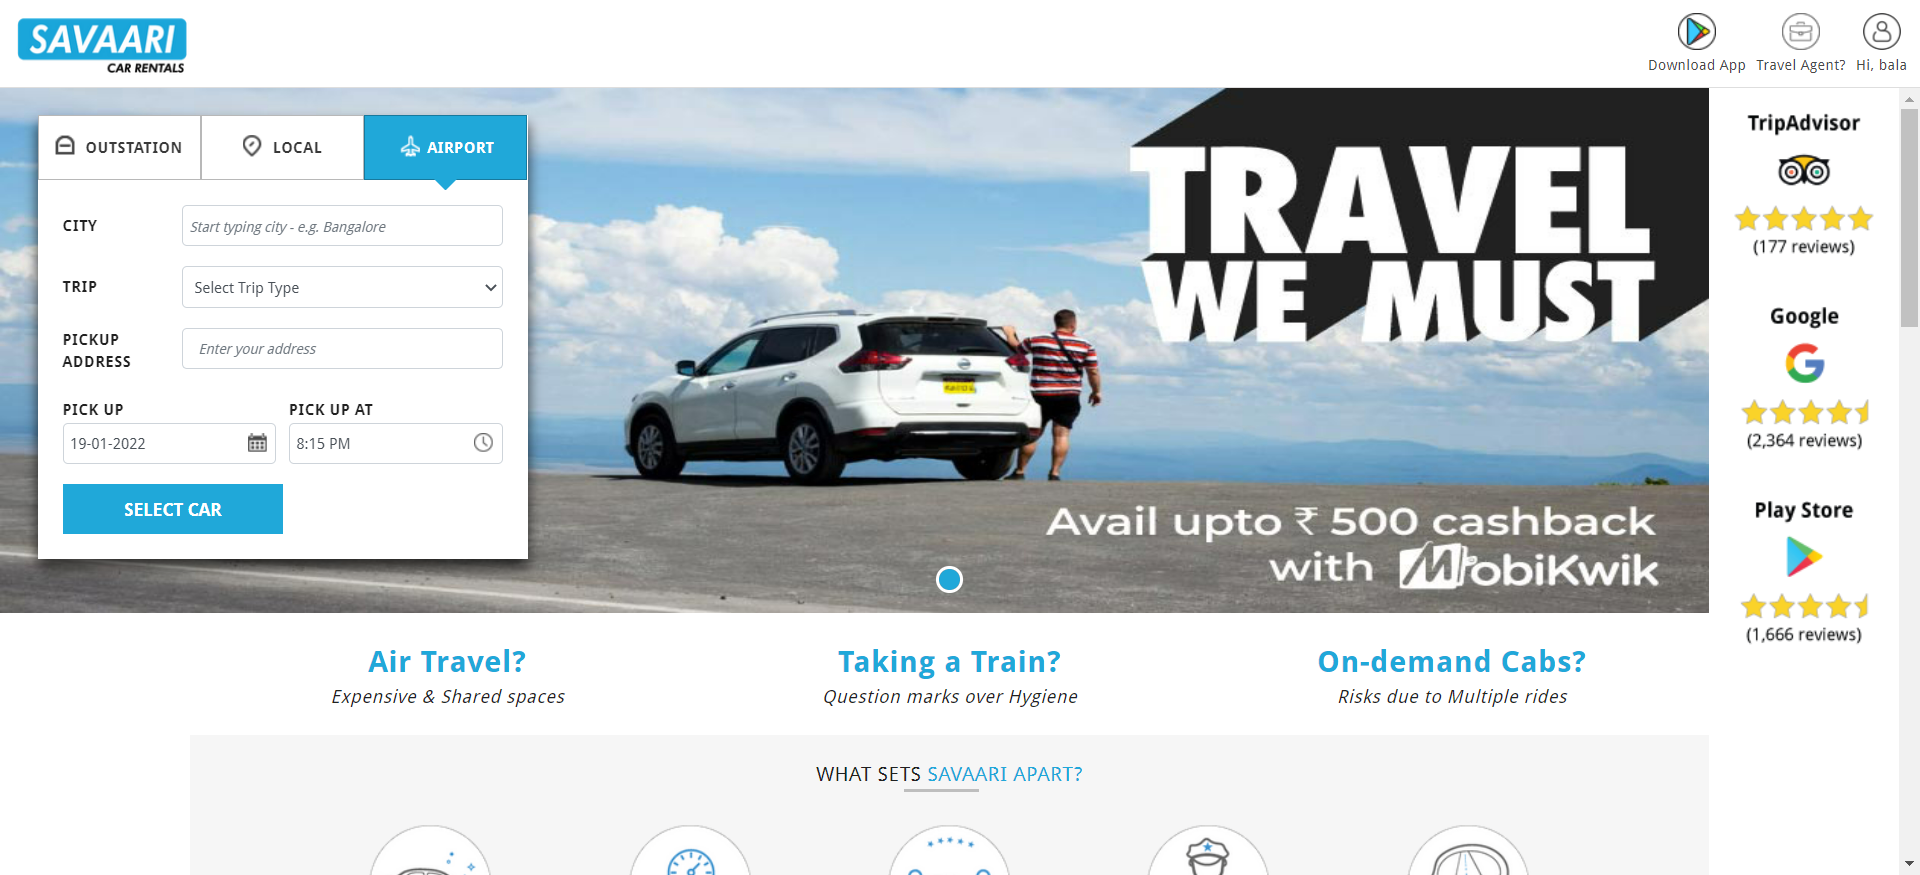 SAVAARI
CAR RENTALS
Download App
Travel Agent?
Hi, bala
OUTSTATION
LOCAL
AIRPORT
CITY
Start typing city - e.g. Bangalore
TRIP
Select Trip Type
PICKUP
ADDRESS
Enter your address
PICK UP
PICK UP AT
19-01-2022
8:15 PM
SELECT CAR
TRAVEL
WE MUST
Avail upto ₹ 500 cashback
with MobiKwik
TripAdvisor
(177 reviews)
Google
(2,364 reviews)
Play Store
(1,666 reviews)
Air Travel?
Expensive & Shared spaces
Taking a Train?
Question marks over Hygiene
On-demand Cabs?
Risks due to Multiple rides
WHAT SETS SAVAARI APART?